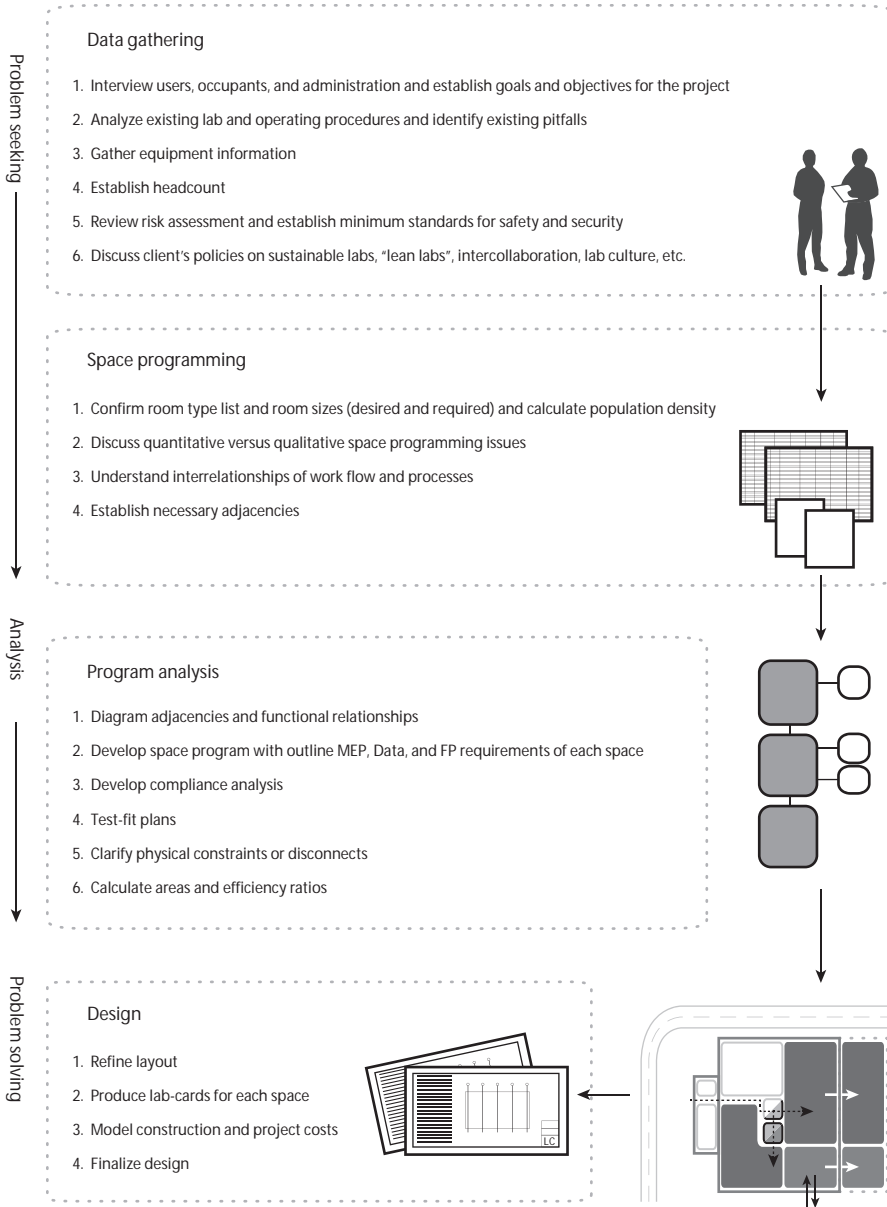 Problem seeking
Data gathering
1. Interview users, occupants, and administration and establish goals and objectives for the project
2. Analyze existing lab and operating procedures and identify existing pitfalls
3. Gather equipment information
4. Establish headcount
5. Review risk assessment and establish minimum standards for safety and security
6. Discuss client's policies on sustainable labs, "lean labs", intercollaboration, lab culture, etc.
Space programming
1. Confirm room type list and room sizes (desired and required) and calculate population density
2. Discuss quantitative versus qualitative space programming issues
3. Understand interrelationships of work flow and processes
4. Establish necessary adjacencies
Analysis
Program analysis
1. Diagram adjacencies and functional relationships
2. Develop space program with outline MEP, Data, and FP requirements of each space
3. Develop compliance analysis
4. Test-fit plans
5. Clarify physical constraints or disconnects
6. Calculate areas and efficiency ratios
Problem solving
Design
1. Refine layout
2. Produce lab-cards for each space
3. Model construction and project costs
4. Finalize design
LC